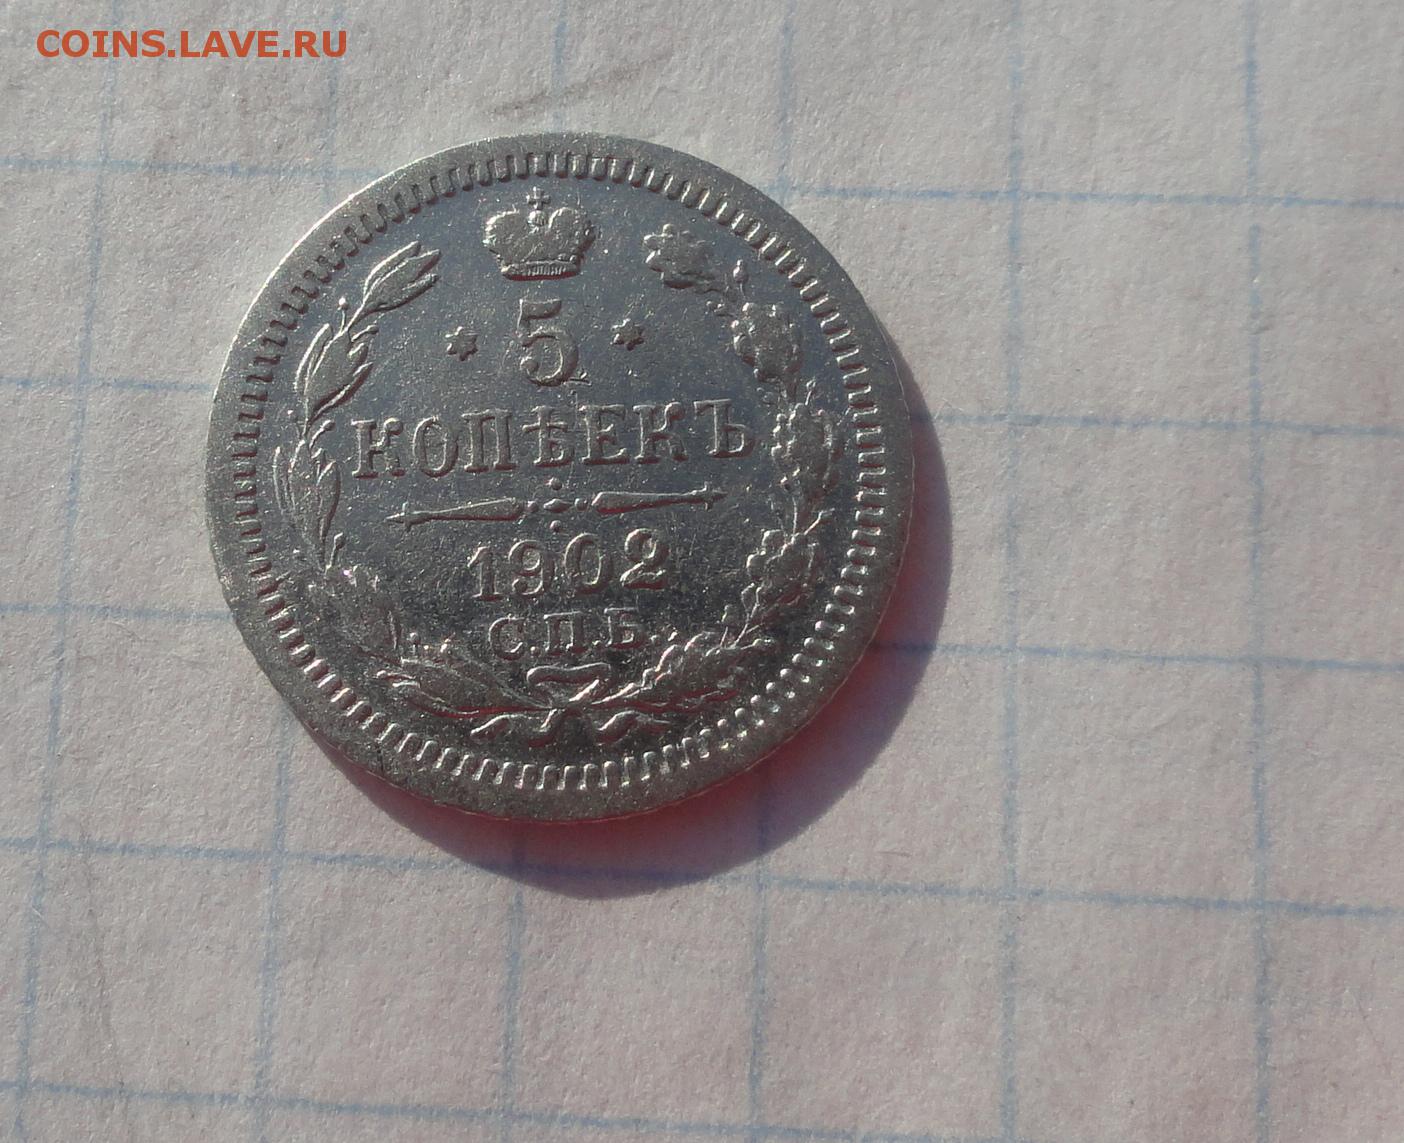 COINS.LAVE.RU
5
КОПѢЕКЪ
1902
С.П.Б.